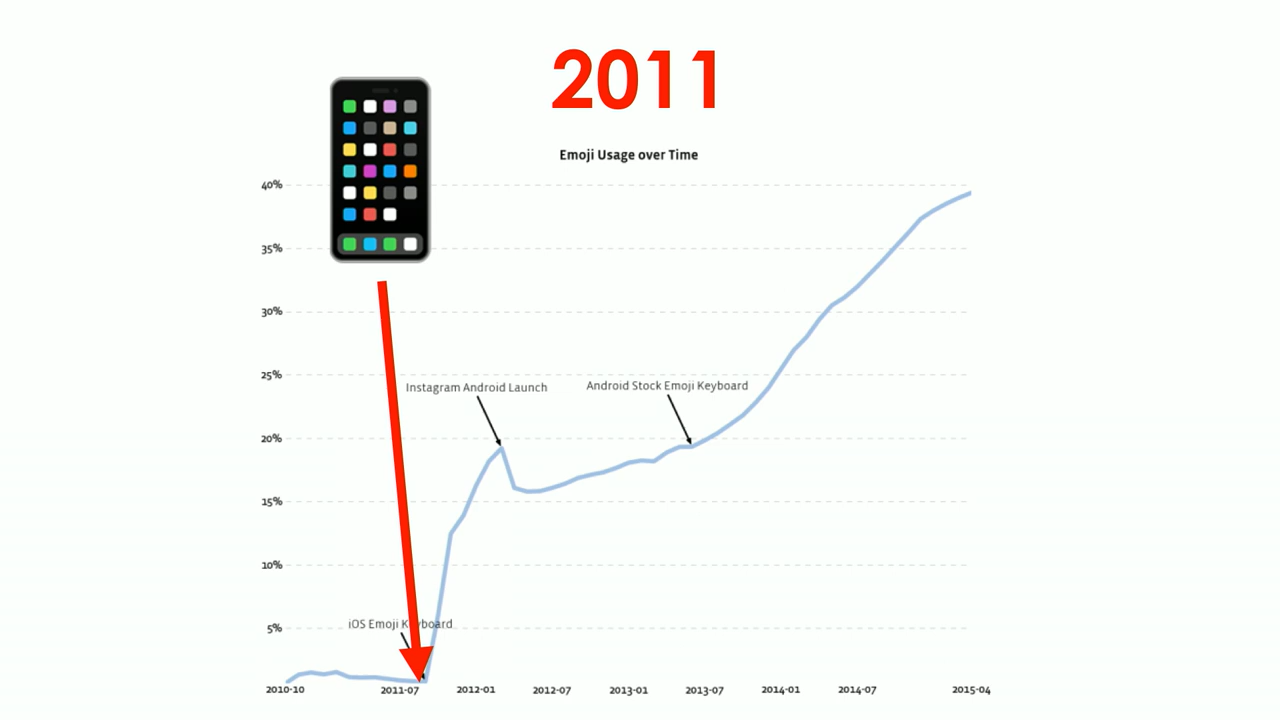 2011
Emoji Usage over Time
40%
35%
30%
25%
Instagram Android Launch
Android Stock Emoji Keyboard
20%
15%
10%
iOS Emoji Keyboard
5%
2010-10 2011-07 2012-01 2012-07 2013-01 2013-07 2014-01 2014-07 2015-04